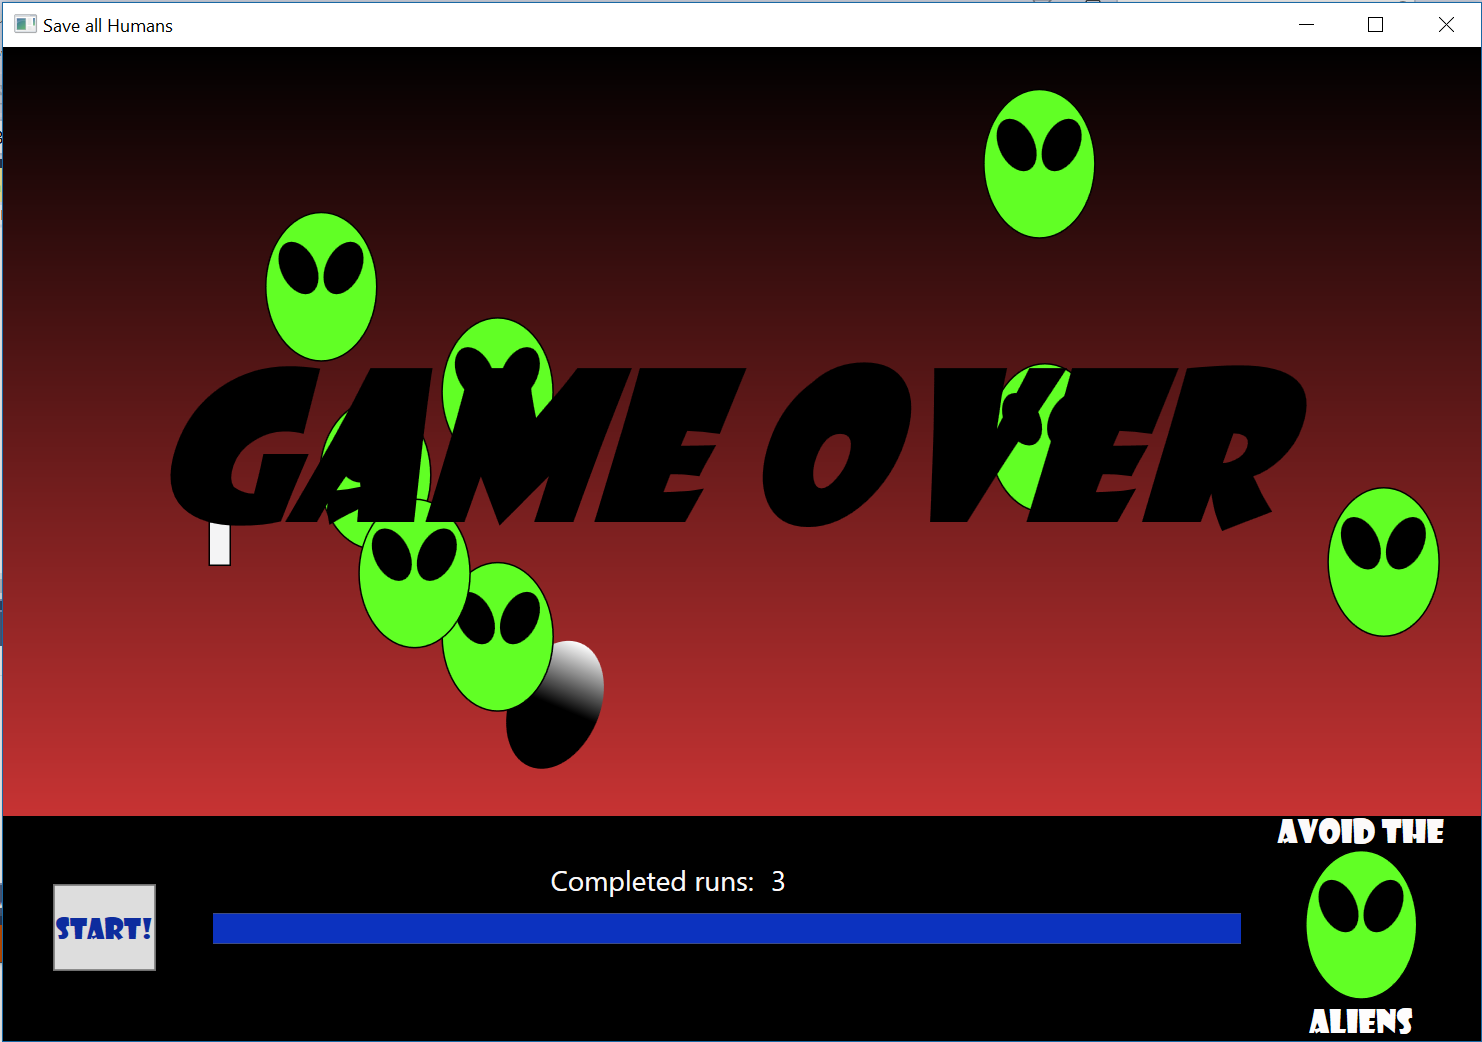 Save all Humans
GAME OVER
Completed runs: 3
START!
AVOID THE
ALIENS